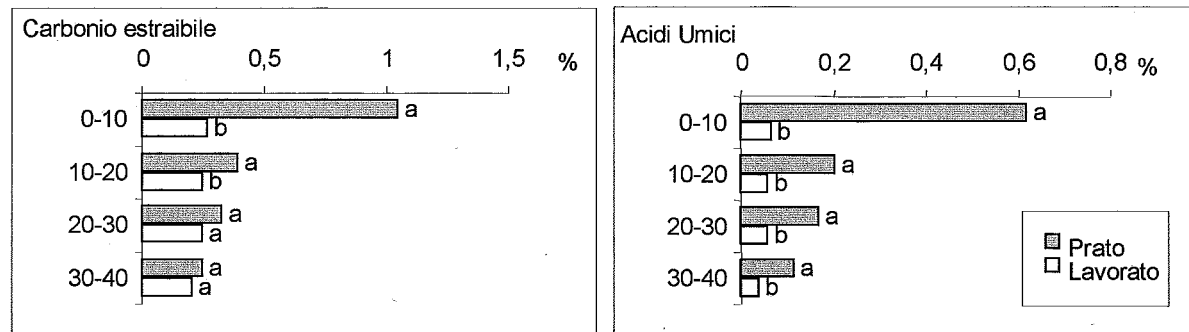 Carbonio estraibile
0 0,5 1 1,5 %
0-10 a
b
10-20 a
b
20-30 a
a
30-40 a
a
Acidi Umici
0 0,2 0,4 0,6 0,8 %
0-10 a
b
10-20 a
b
20-30 a
b
30-40 a
b
Prato
Lavorato